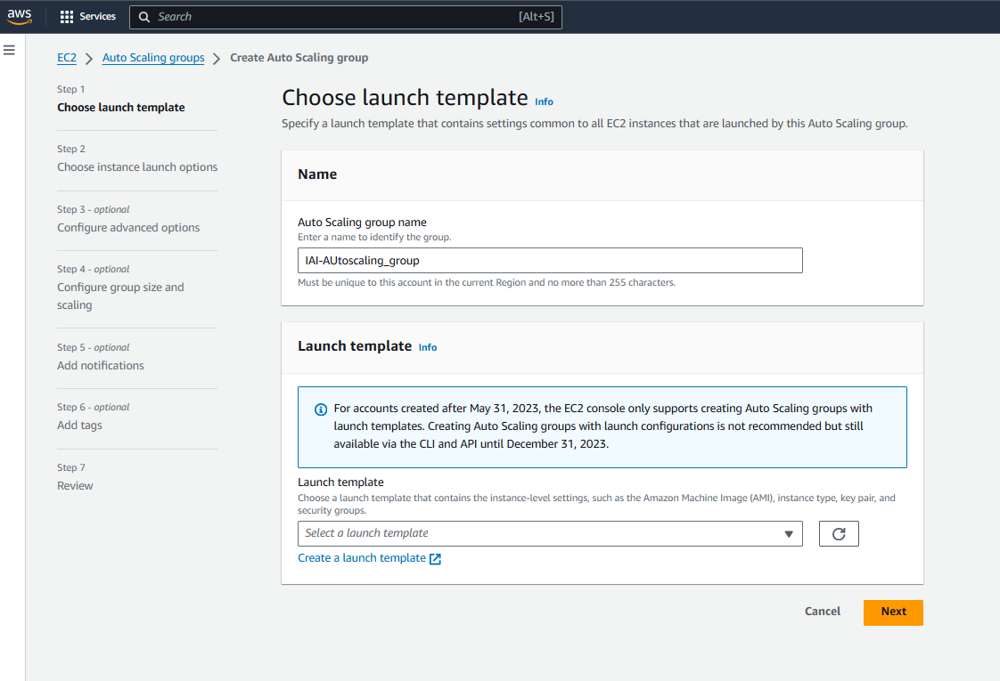 aws
Services
Search
[Alt+S]
EC2
Auto Scaling groups
Create Auto Scaling group
Step 1
Choose launch template
Step 2
Choose instance launch options
Step 3 - optional
Configure advanced options
Step 4 - optional
Configure group size and
scaling
Step 5 - optional
Add notifications
Step 6 - optional
Add tags
Step 7
Review
Choose launch template Info
Specify a launch template that contains settings common to all EC2 instances that are launched by this Auto Scaling group.
Name
Auto Scaling group name
Enter a name to identify the group.
IAI-AUtoscaling_group
Must be unique to this account in the current Region and no more than 255 characters.
Launch template Info
For accounts created after May 31, 2023, the EC2 console only supports creating Auto Scaling groups with
launch templates. Creating Auto Scaling groups with launch configurations is not recommended but still
available via the CLI and API until December 31, 2023.
Launch template
Choose a launch template that contains the instance-level settings, such as the Amazon Machine Image (AMI), instance type, key pair, and
security groups.
Select a launch template
Create a launch template
Cancel
Next